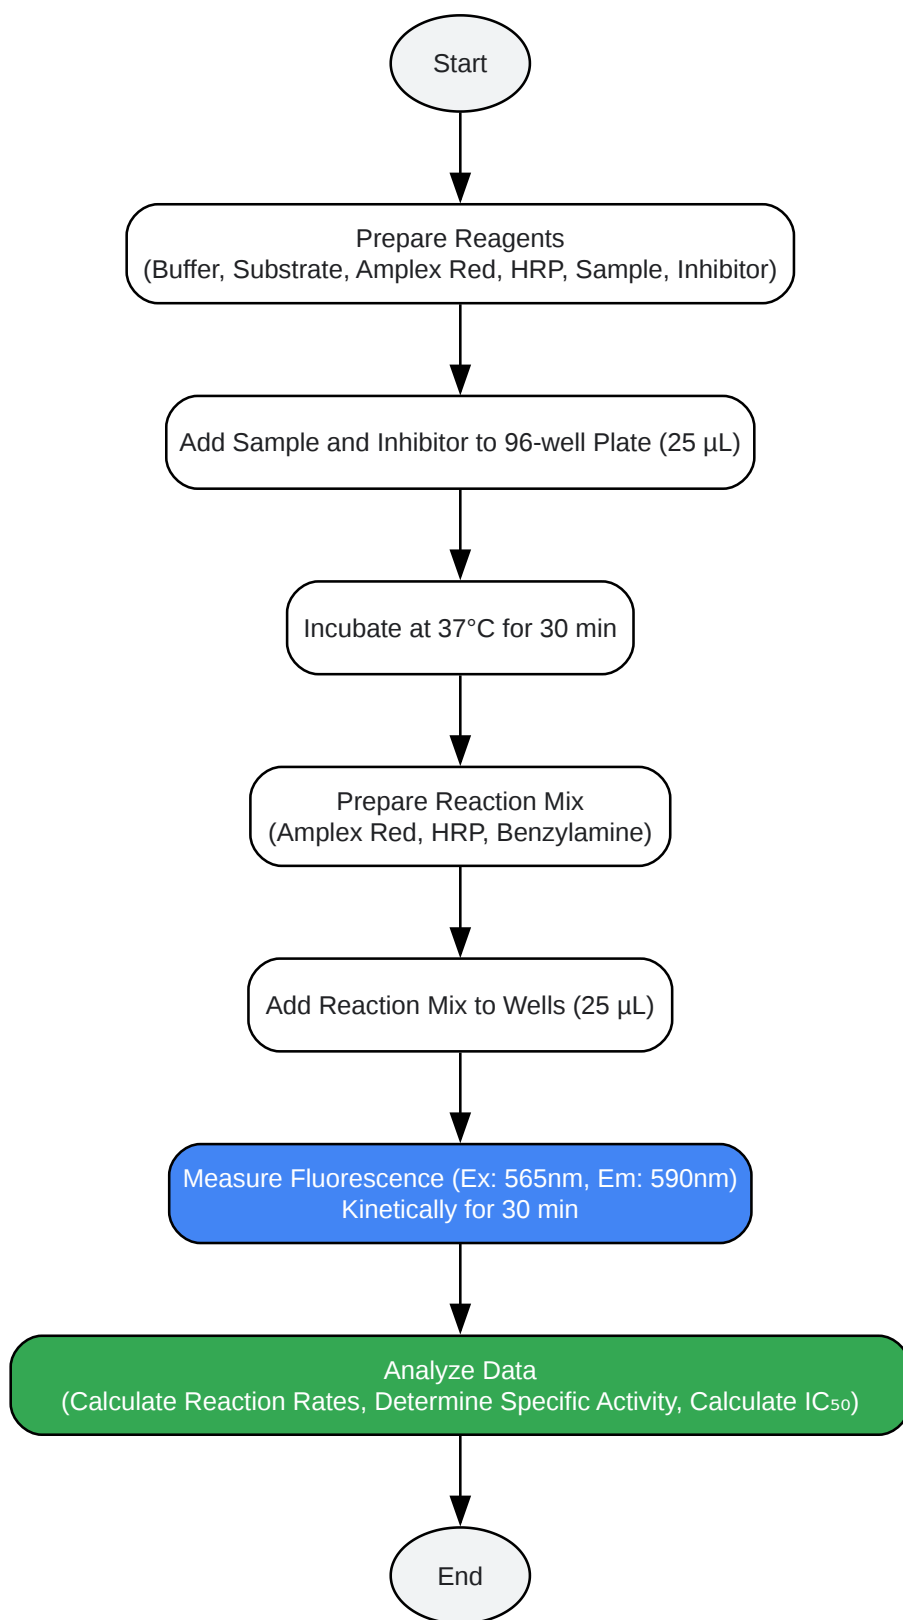 Start
Prepare Reagents
(Buffer, Substrate, Amplex Red, HRP, Sample, Inhibitor)
Add Sample and Inhibitor to 96-well Plate (25 µL)
Incubate at 37°C for 30 min
Prepare Reaction Mix
(Amplex Red, HRP, Benzylamine)
Add Reaction Mix to Wells (25 µL)
Measure Fluorescence (Ex: 565nm, Em: 590nm)
Kinetically for 30 min
Analyze Data
(Calculate Reaction Rates, Determine Specific Activity, Calculate IC₅₀)
End